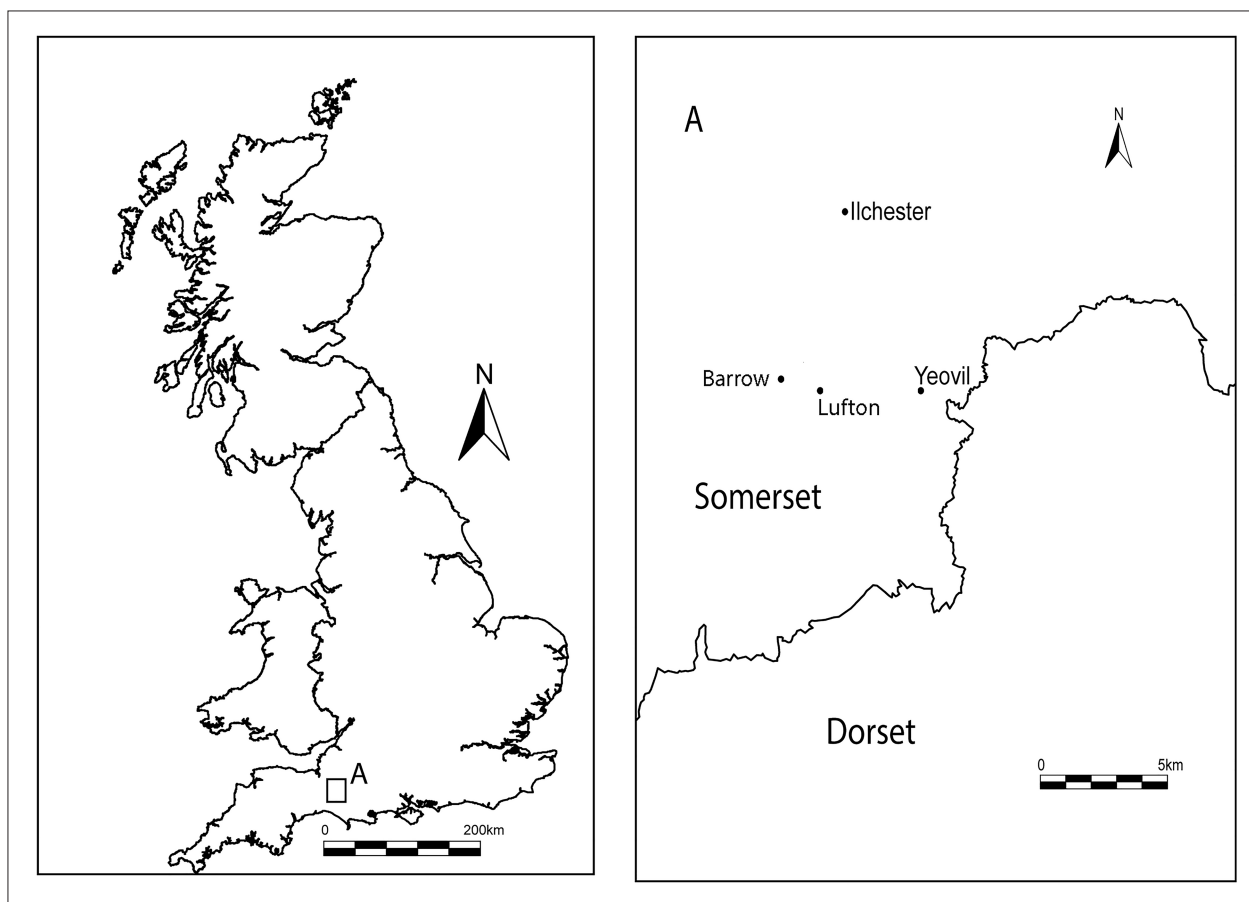 N
A
0 200km
A
N
Ilchester
Barrow
Lufton
Yeovil
Somerset
Dorset
0 5km